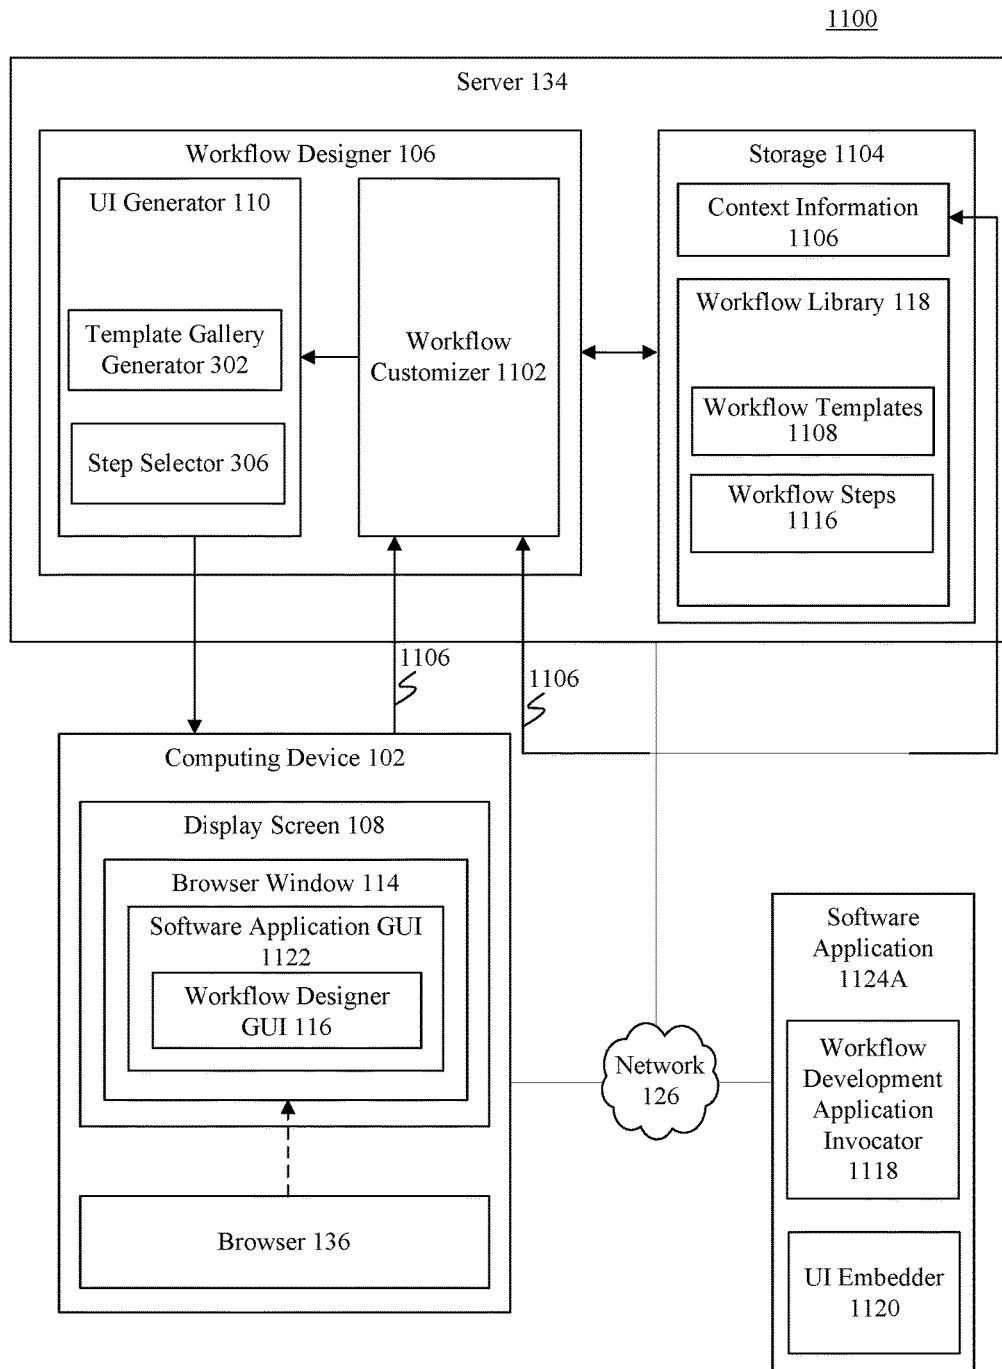 1100
Server 134
Workflow Designer 106
UI Generator 110
Template Gallery
Generator 302
Step Selector 306
Workflow
Customizer 1102
Storage 1104
Context Information
1106
Workflow Library 118
Workflow Templates
1108
Workflow Steps
1116
1106
1106
Computing Device 102
Display Screen 108
Browser Window 114
Software Application GUI
1122
Workflow Designer
GUI 116
Browser 136
Network
126
Software
Application
1124A
Workflow
Development
Application
Invocator
1118
UI Embedder
1120